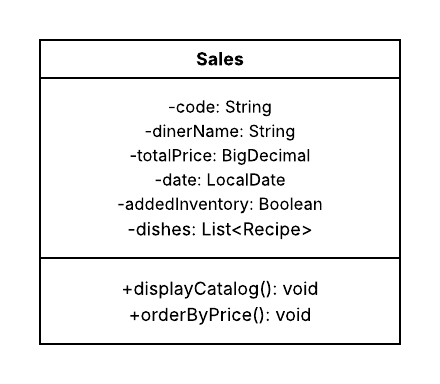 Sales
-code: String
-dinerName: String
-totalPrice: BigDecimal
-date: LocalDate
-addedInventory: Boolean
-dishes: List<Recipe>
+displayCatalog(): void
+orderByPrice(): void